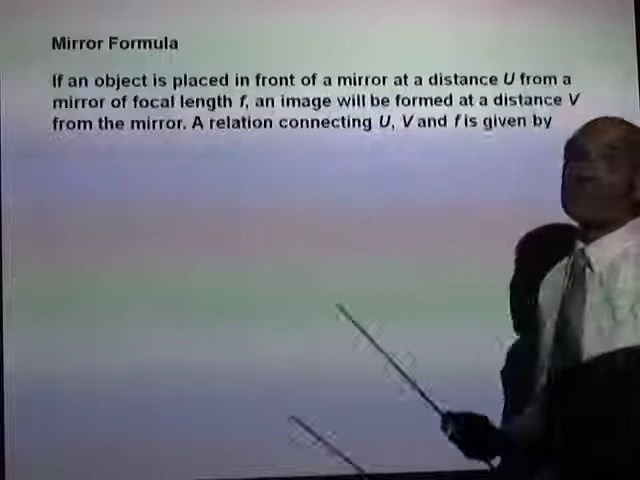 Mirror Formula
If an object is placed in front of a mirror at a distance U from a
mirror of focal length f, an image will be formed at a distance V
from the mirror. A relation connecting U, V and f is given by